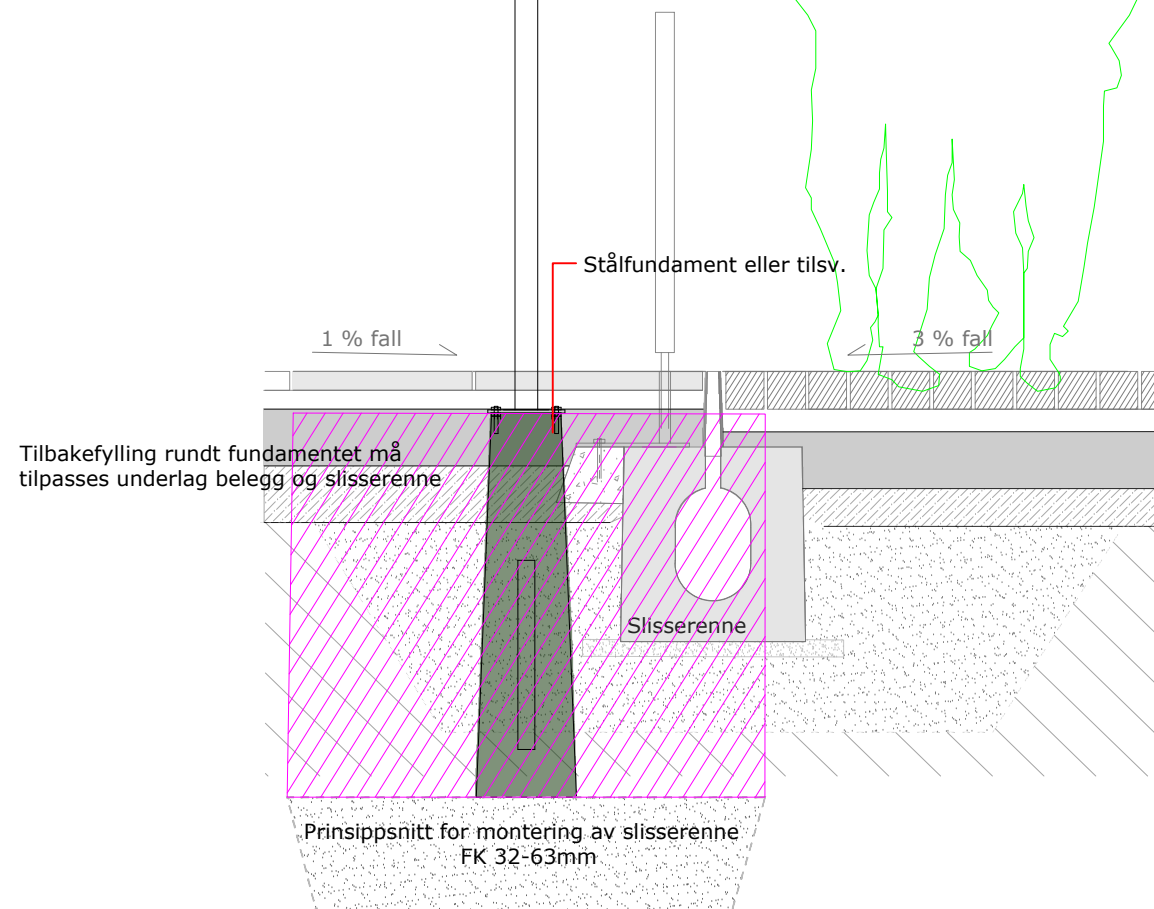 Stålfundament eller tilsv.
1 % fall
3 % fall
Tilbakefylling rundt fundamentet må
tilpasses underlag belegg og slisserenne
Slisserenne
Prinsippsnitt for montering av slisserenne
FK 32-63mm